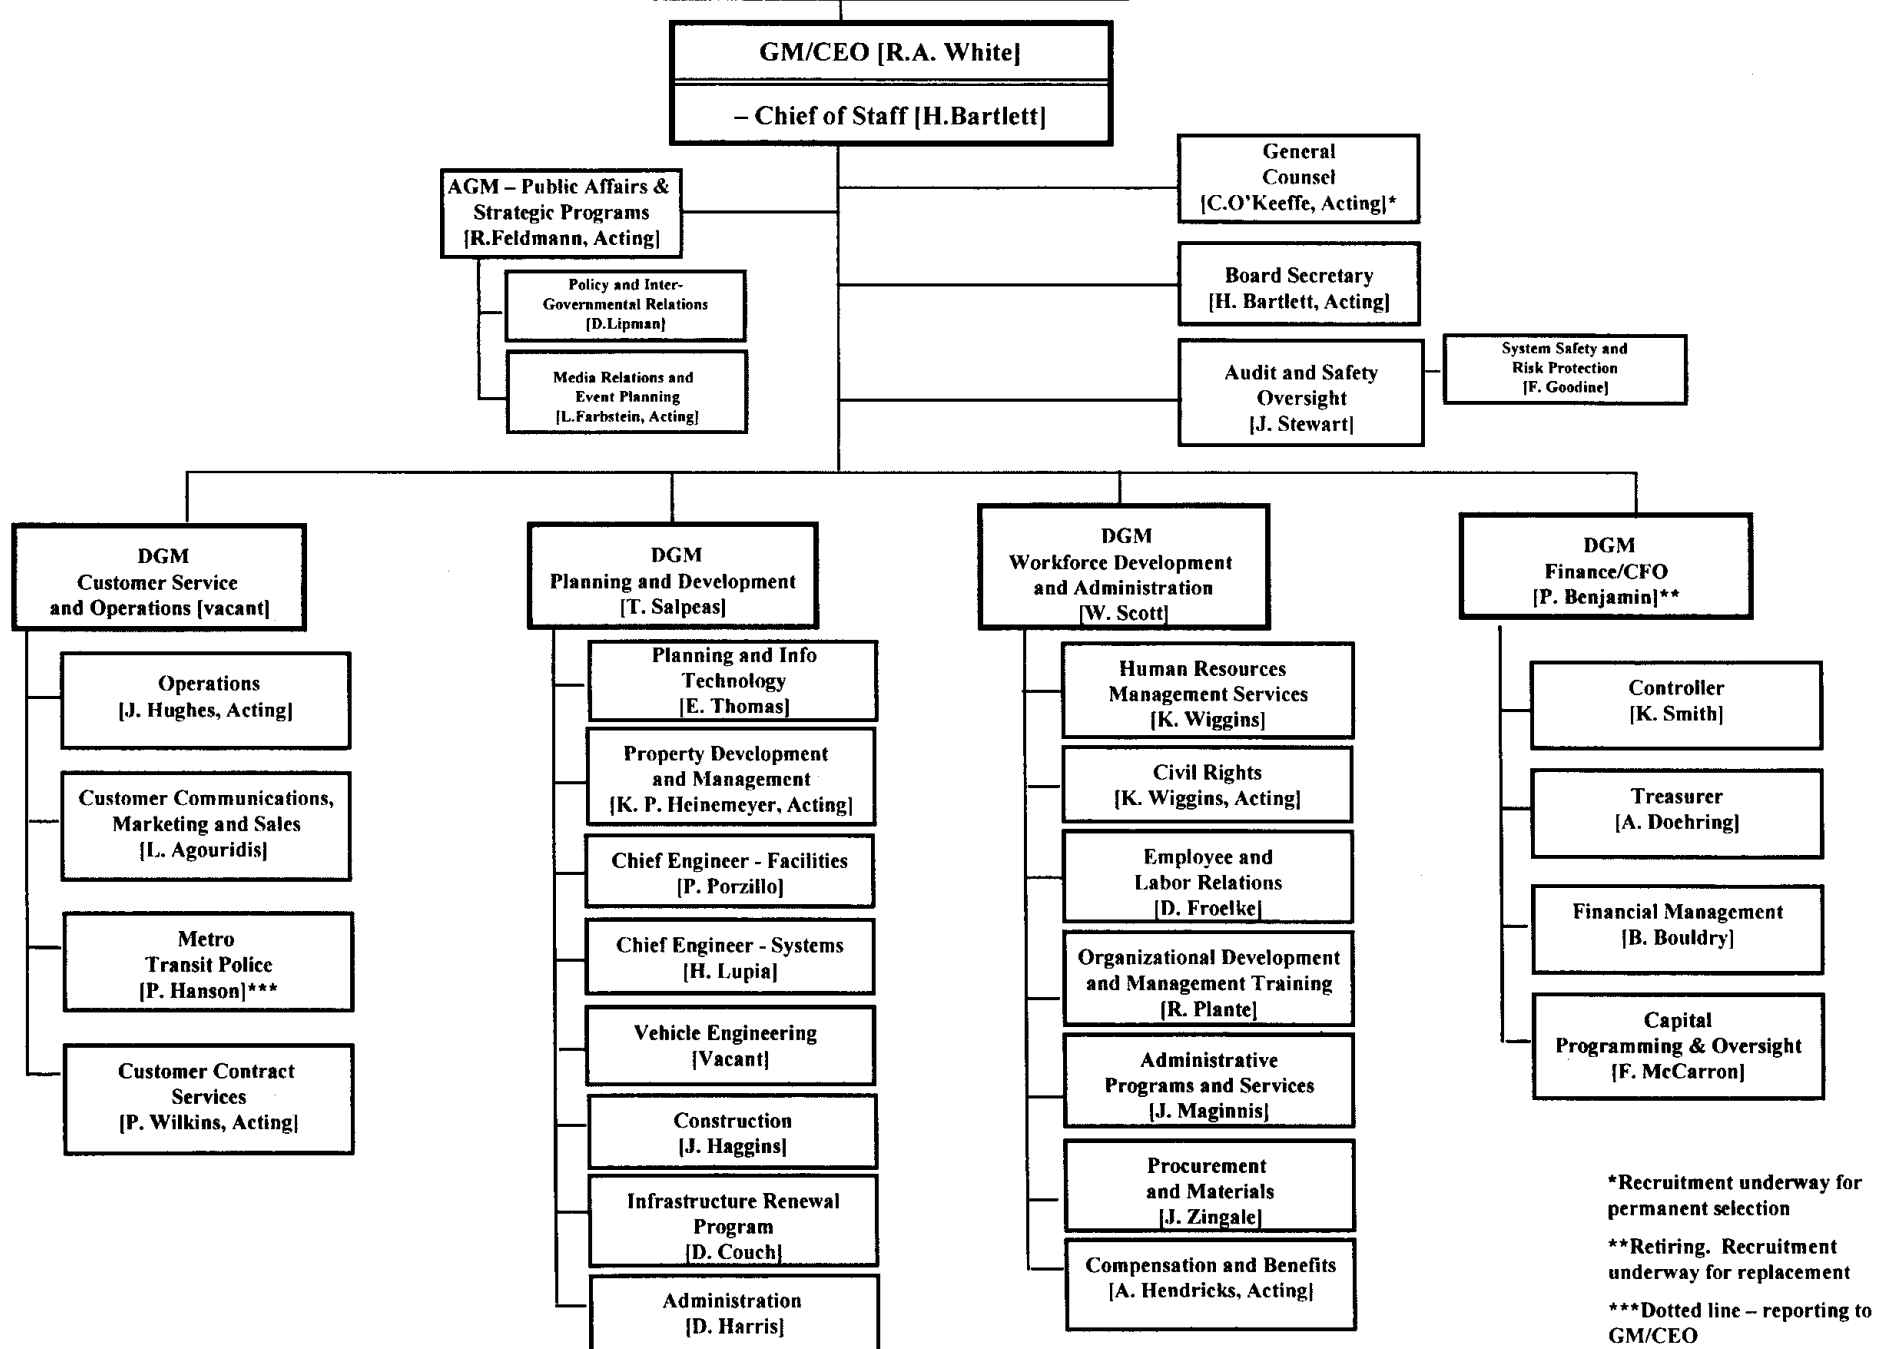 GM/CEO [R.A. White]
– Chief of Staff [H.Bartlett]
General
Counsel
[C.O'Keeffe, Acting]*
AGM – Public Affairs &
Strategic Programs
[R.Feldmann, Acting]
Policy and Inter-
Governmental Relations
[D.Lipman]
Media Relations and
Event Planning
[L.Farbstein, Acting]
Board Secretary
[H. Bartlett, Acting]
Audit and Safety
Oversight
[J. Stewart]
System Safety and
Risk Protection
[F. Goodine]
DGM
Customer Service
and Operations [vacant]
Operations
[J. Hughes, Acting]
Customer Communications,
Marketing and Sales
[L. Agouridis]
Metro
Transit Police
[P. Hanson]***
Customer Contract
Services
[P. Wilkins, Acting]
DGM
Planning and Development
[T. Salpeas]
Planning and Info
Technology
[E. Thomas]
Property Development
and Management
[K. P. Heinemeyer, Acting]
Chief Engineer - Facilities
[P. Porzillo]
Chief Engineer - Systems
[H. Lupia]
Vehicle Engineering
[Vacant]
Construction
[J. Haggins]
Infrastructure Renewal
Program
[D. Couch]
Administration
[D. Harris]
DGM
Workforce Development
and Administration
[W. Scott]
Human Resources
Management Services
[K. Wiggins]
Civil Rights
[K. Wiggins, Acting]
Employee and
Labor Relations
[D. Froelke]
Organizational Development
and Management Training
[R. Plante]
Administrative
Programs and Services
[J. Maginnis]
Procurement
and Materials
[J. Zingale]
Compensation and Benefits
[A. Hendricks, Acting]
DGM
Finance/CFO
[P. Benjamin]**
Controller
[K. Smith]
Treasurer
[A. Doehring]
Financial Management
[B. Bouldry]
Capital
Programming & Oversight
[F. McCarron]
*Recruitment underway for
permanent selection
**Retiring. Recruitment
underway for replacement
***Dotted line – reporting to
GM/CEO